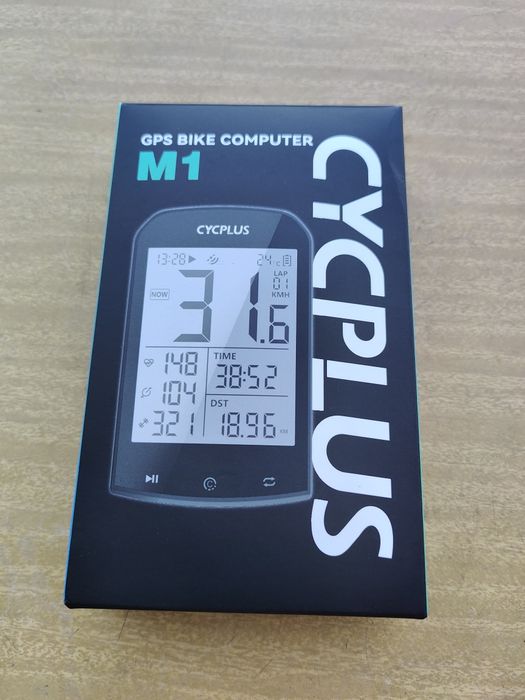 GPS BIKE COMPUTER
M1
CYCPLUS
CYCPLUS
13:28 24°C
NOW
31.6
LAP
01
KMH
148
104
321
TIME
38:52
DST
18.96 KM